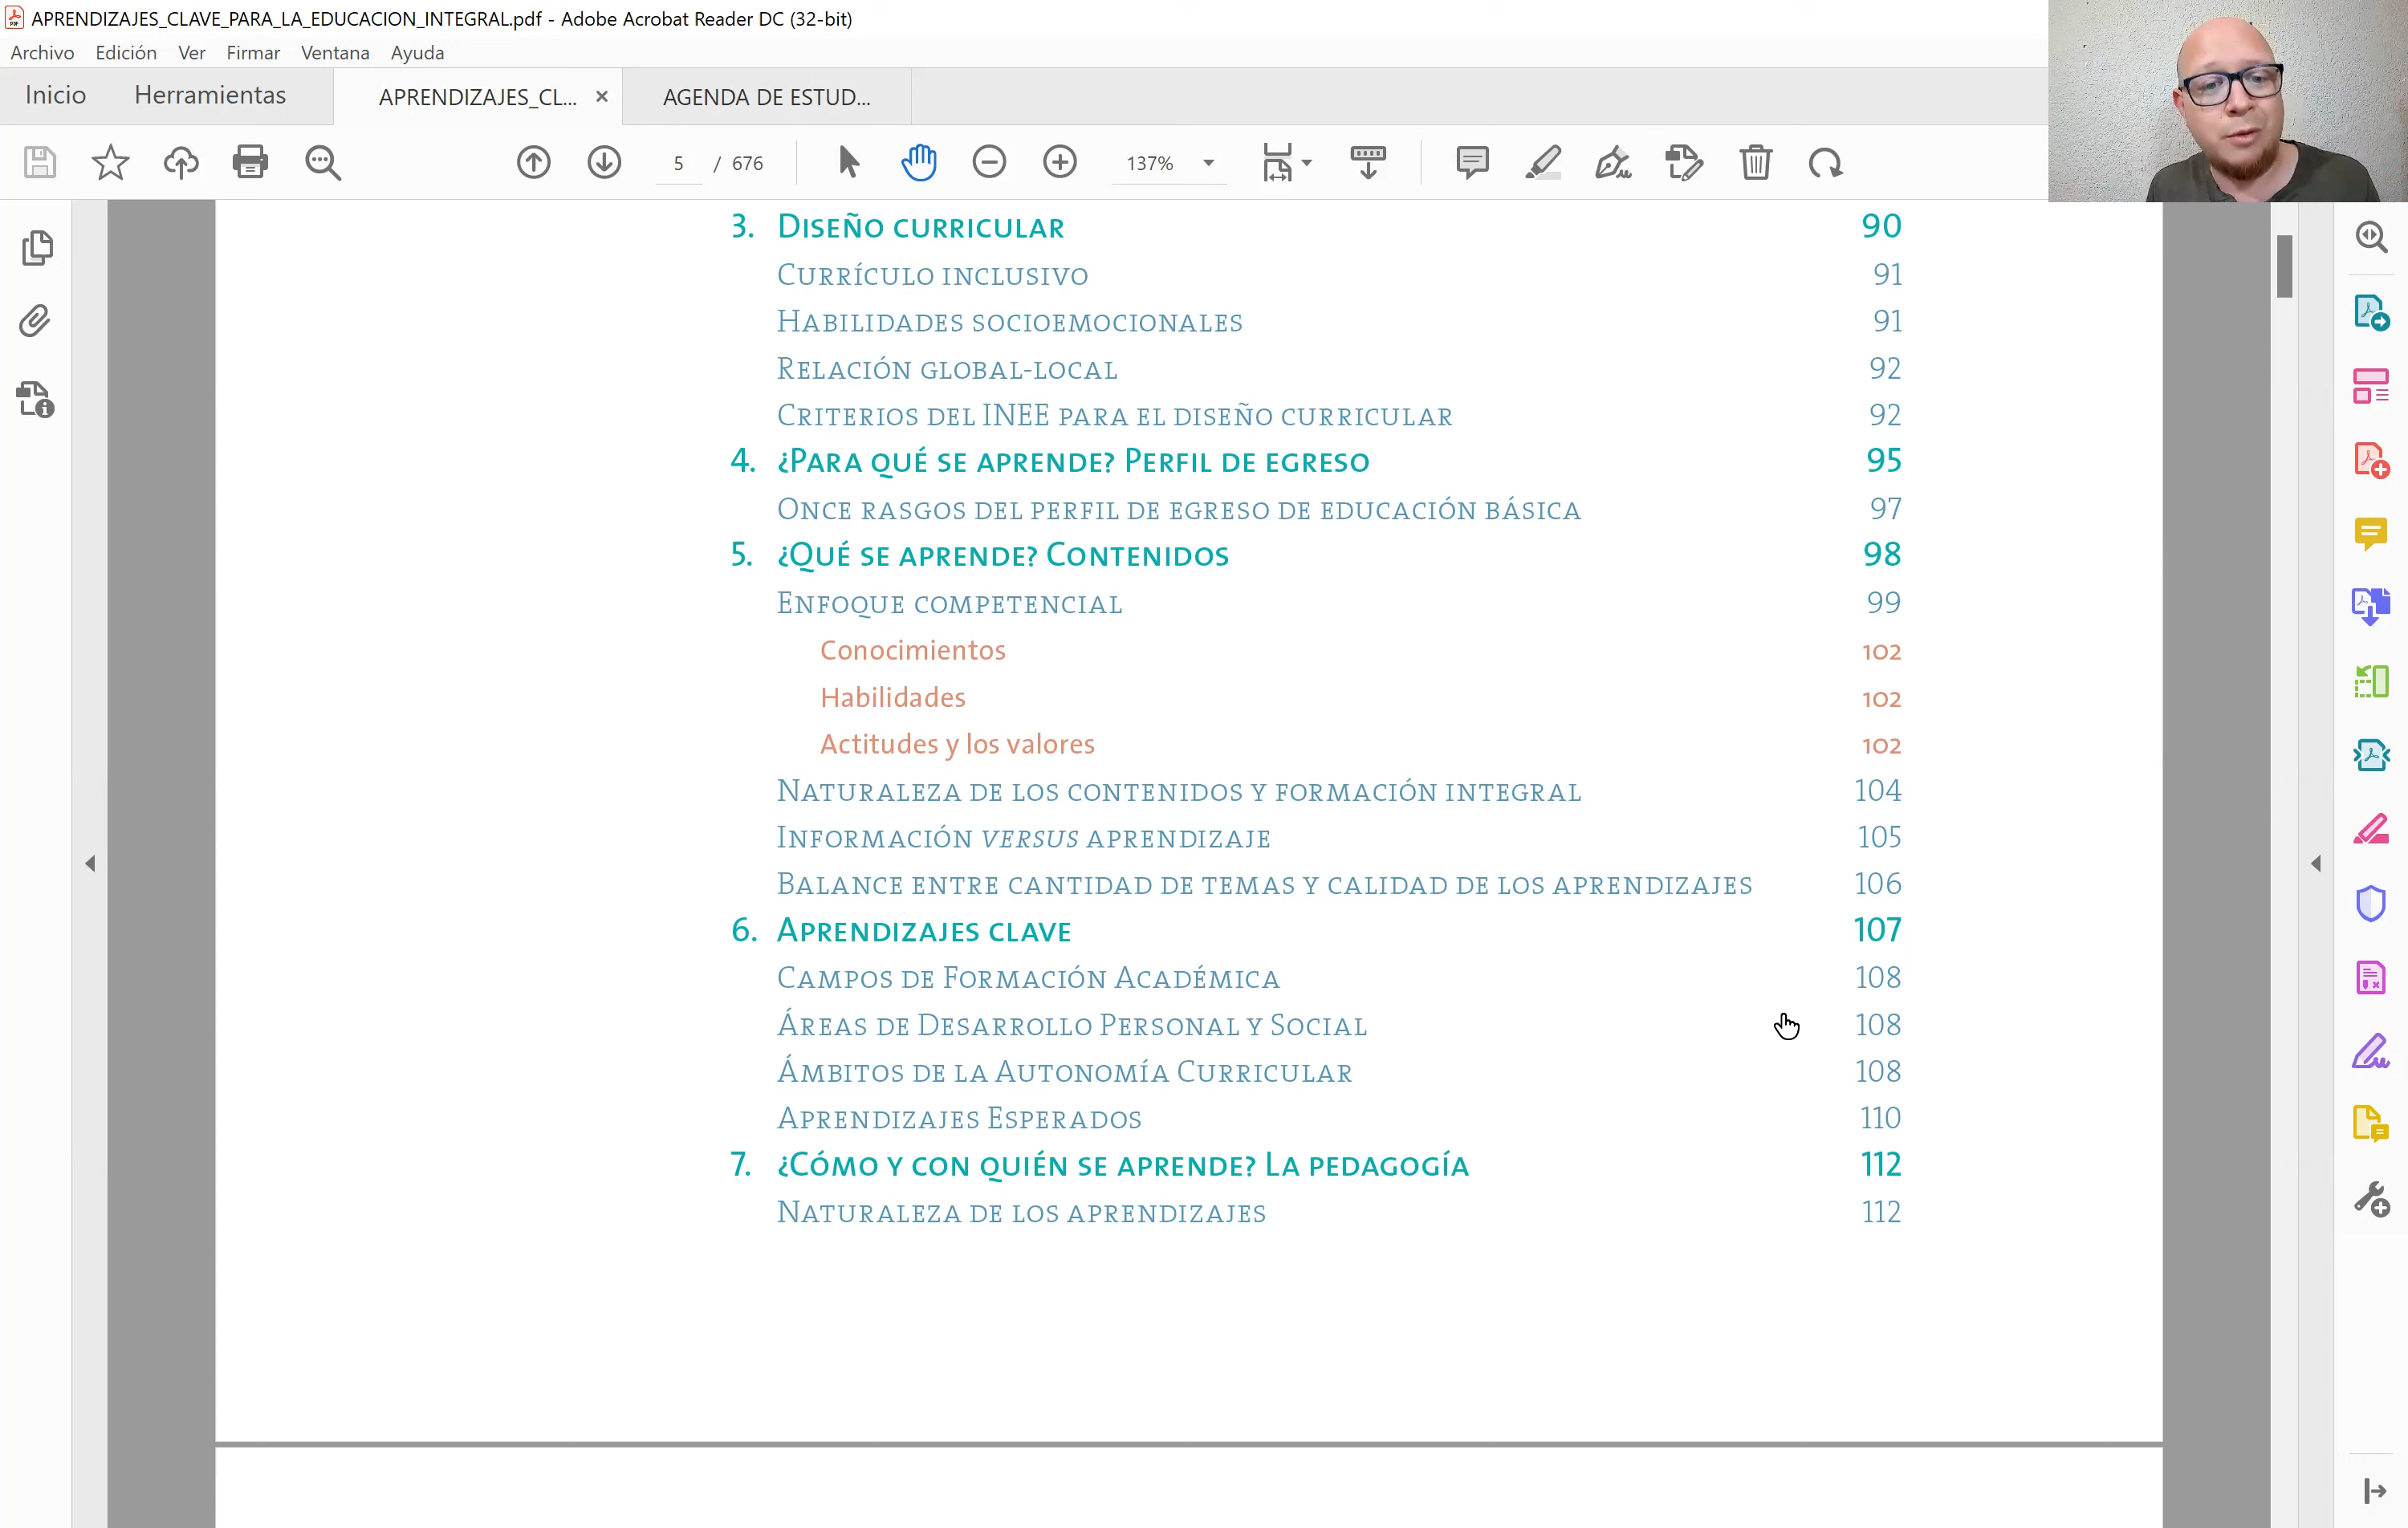 APRENDIZAJES_CLAVE_PARA_LA_EDUCACION_INTEGRAL.pdf - Adobe Acrobat Reader DC (32-bit)
Archivo Edición Ver Firmar Ventana Ayuda
Inicio Herramientas APRENDIZAJES_CL... × AGENDA DE ESTUD...
5 / 676 137%
3. DISEÑO CURRICULAR 90
CURRÍCULO INCLUSIVO 91
HABILIDADES SOCIOEMOCIONALES 91
RELACIÓN GLOBAL-LOCAL 92
CRITERIOS DEL INEE PARA EL DISEÑO CURRICULAR 92
4. ¿PARA QUÉ SE APRENDE? PERFIL DE EGRESO 95
ONCE RASGOS DEL PERFIL DE EGRESO DE EDUCACIÓN BÁSICA 97
5. ¿QUÉ SE APRENDE? CONTENIDOS 98
ENFOQUE COMPETENCIAL 99
Conocimientos 102
Habilidades 102
Actitudes y los valores 102
NATURALEZA DE LOS CONTENIDOS Y FORMACIÓN INTEGRAL 104
INFORMACIÓN VERSUS APRENDIZAJE 105
BALANCE ENTRE CANTIDAD DE TEMAS Y CALIDAD DE LOS APRENDIZAJES 106
6. APRENDIZAJES CLAVE 107
CAMPOS DE FORMACIÓN ACADÉMICA 108
ÁREAS DE DESARROLLO PERSONAL Y SOCIAL 108
ÁMBITOS DE LA AUTONOMÍA CURRICULAR 108
APRENDIZAJES ESPERADOS 110
7. ¿CÓMO Y CON QUIÉN SE APRENDE? LA PEDAGOGÍA 112
NATURALEZA DE LOS APRENDIZAJES 112